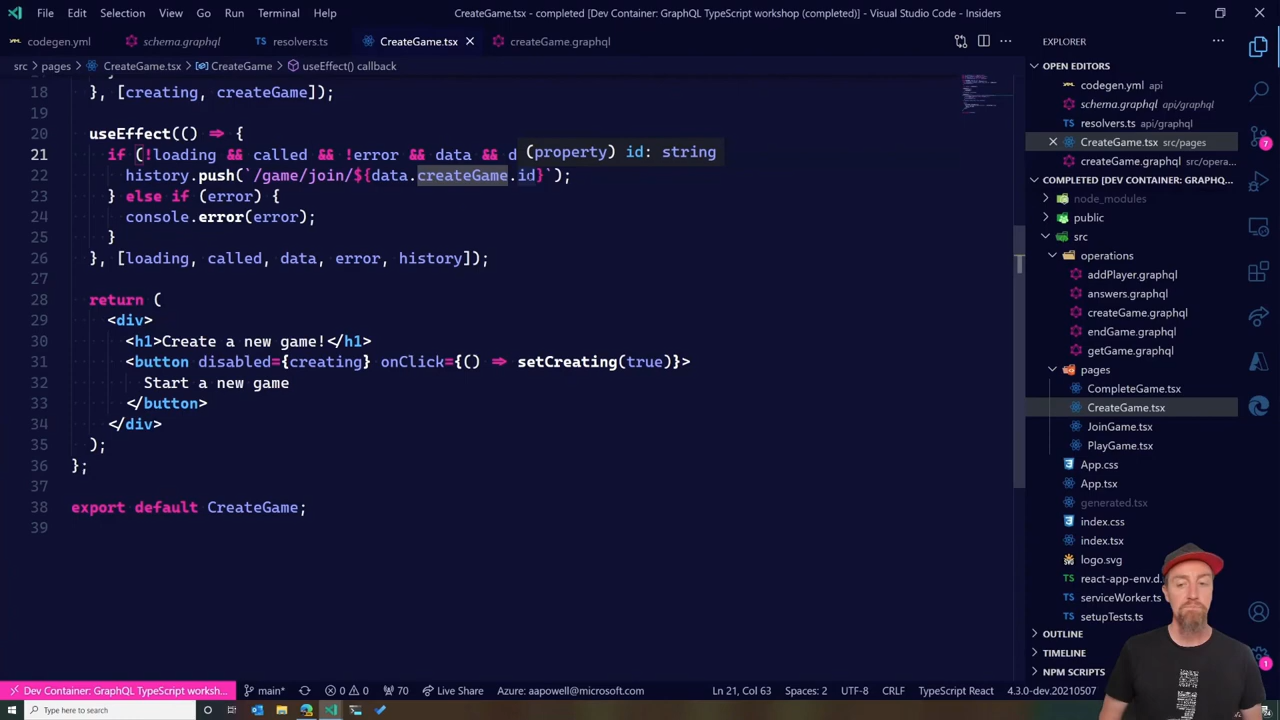 File Edit Selection View Go Run Terminal Help
CreateGame.tsx - completed [Dev Container: GraphQL TypeScript workshop (completed)] - Visual Studio Code - Insiders
codegen.yml schema.graphql TS resolvers.ts CreateGame.tsx createGame.graphql
src > pages > CreateGame.tsx > CreateGame > useEffect() callback
18 }, [creating, createGame]);
19
20 useEffect(() => {
21 if (!loading && called && !error && data && d
(property) id: string
22 history.push(`/game/join/${data.createGame.id}`);
23 } else if (error) {
24 console.error(error);
25 }
26 }, [loading, called, data, error, history]);
27
28 return (
29 <div>
30 <h1>Create a new game!</h1>
31 <button disabled={creating} onClick={() => setCreating(true)}>
32 Start a new game
33 </button>
34 </div>
35 );
36 };
37
38 export default CreateGame;
39
EXPLORER
OPEN EDITORS
codegen.yml api
schema.graphql api/graphql
TS resolvers.ts api/graphql
CreateGame.tsx src/pages
createGame.graphql src/opera...
COMPLETED [DEV CONTAINER: GRAPHQL TYPESCRIPT W...
node_modules
public
src
operations
addPlayer.graphql
answers.graphql
createGame.graphql
endGame.graphql
getGame.graphql
pages
CompleteGame.tsx
CreateGame.tsx
JoinGame.tsx
PlayGame.tsx
App.css
App.tsx
generated.tsx
index.css
index.tsx
logo.svg
TS react-app-env.d.
TS serviceWorker.ts
TS setupTests.ts
OUTLINE
TIMELINE
NPM SCRIPTS
7
1
Dev Container: GraphQL TypeScript worksh... main* 0 0 70 Live Share Azure: aapowell@microsoft.com Ln 21, Col 63 Spaces: 2 UTF-8 CRLF TypeScript React 4.3.0-dev.20210507
Type here to search